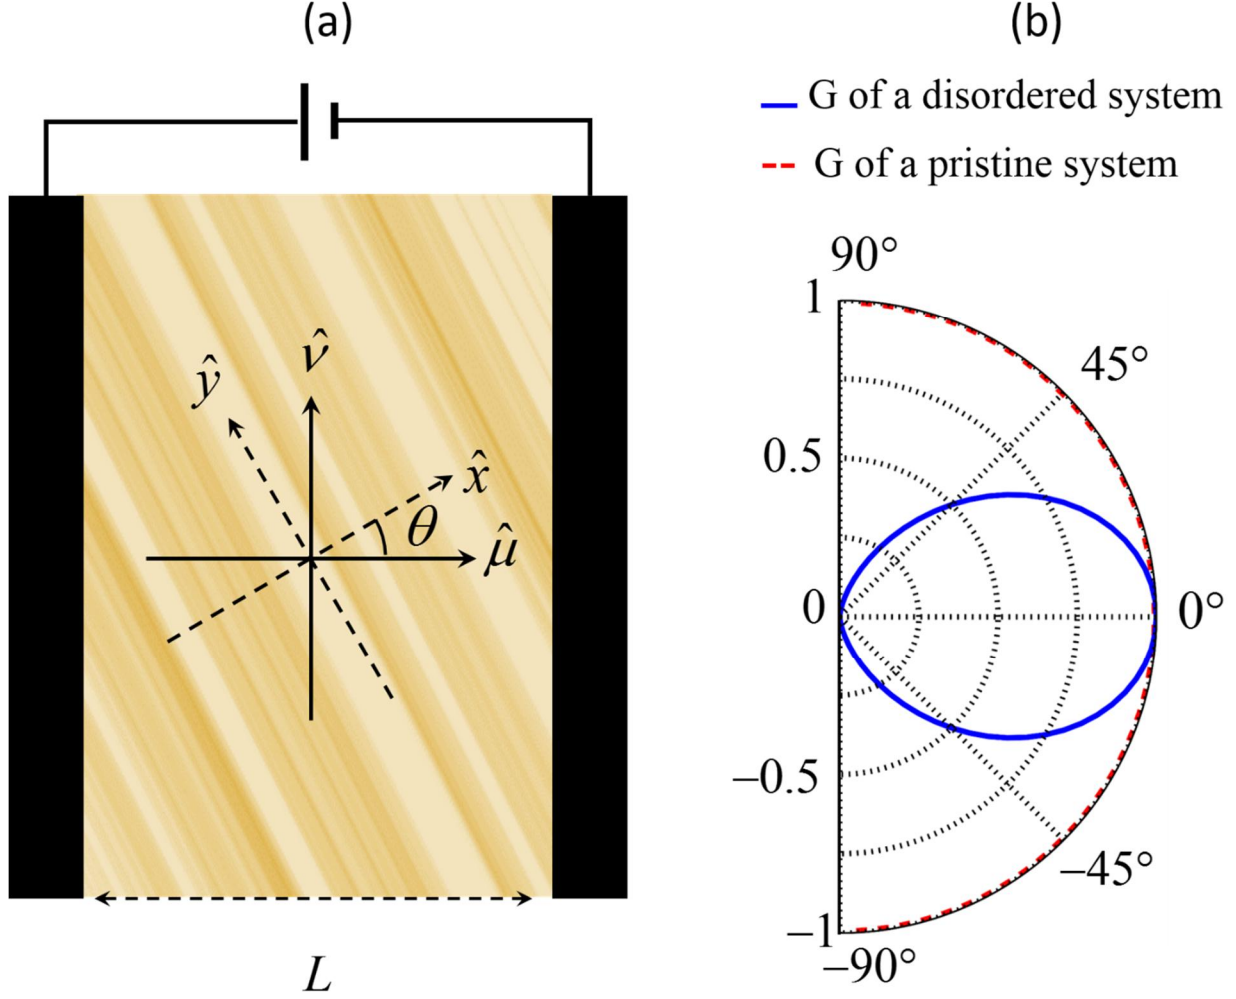 (a)
ν̂
ŷ
x̂
θ
μ̂
L
(b)
G of a disordered system
G of a pristine system
90°
1
45°
0.5
0
0°
−0.5
−45°
−1
−90°